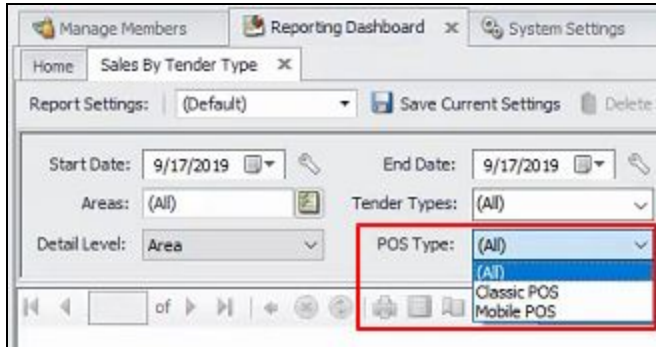 Manage Members Reporting Dashboard System Settings
Home Sales By Tender Type
Report Settings: (Default) Save Current Settings Delete
Start Date: 9/17/2019 End Date: 9/17/2019
Areas: (All) Tender Types: (All)
Detail Level: Area POS Type: (All)
(All)
Classic POS
of Mobile POS